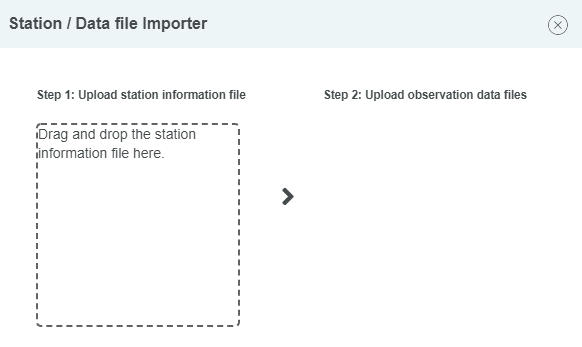 Station / Data file Importer
Step 1: Upload station information file
Step 2: Upload observation data files
Drag and drop the station
information file here.